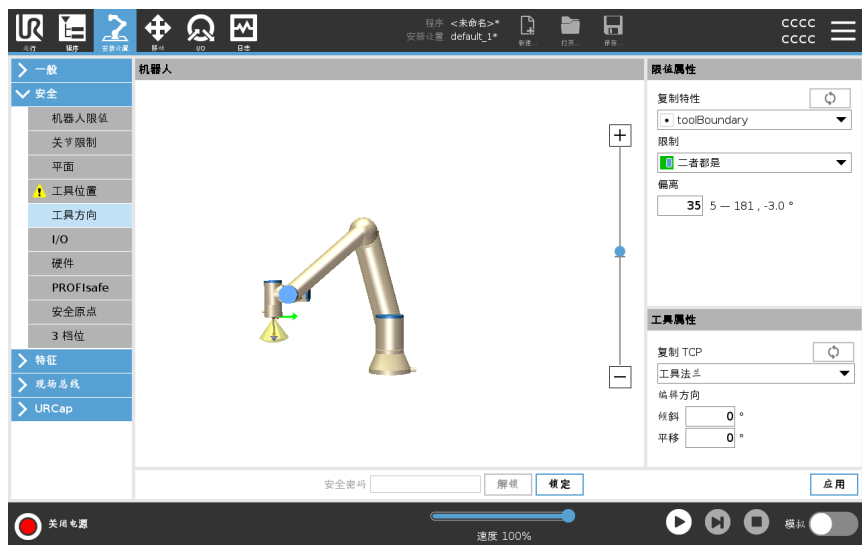 UR
程序 <未命名>*
安装设置 default_1*
新建...
打开...
保存...
cccc
cccc
运行
程序
安装设置
移动
I/O
日志
一般
安全
机器人限值
关节限制
平面
工具位置
工具方向
I/O
硬件
PROFIsafe
安全原点
3 档位
特征
现场总线
URCap
机器人
限值属性
复制特性
toolBoundary
限制
二者都是
偏离
35 5 — 181 , -3.0 °
工具属性
复制 TCP
工具法兰
编辑方向
倾斜 0 °
平移 0 °
安全密码
解锁
锁定
应用
关闭电源
速度 100%
模拟